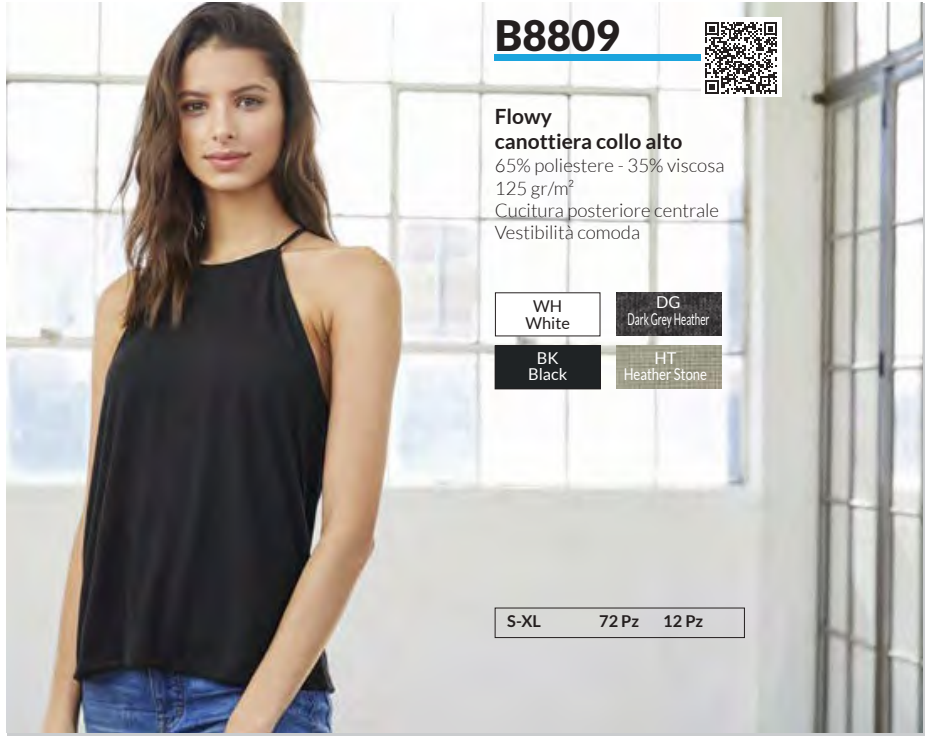 B8809
Flowy
canottiera collo alto
65% poliestere - 35% viscosa
125 gr/m²
Cucitura posteriore centrale
Vestibilità comoda
WH
White
DG
Dark Grey Heather
BK
Black
HT
Heather Stone
S-XL 72 Pz 12 Pz